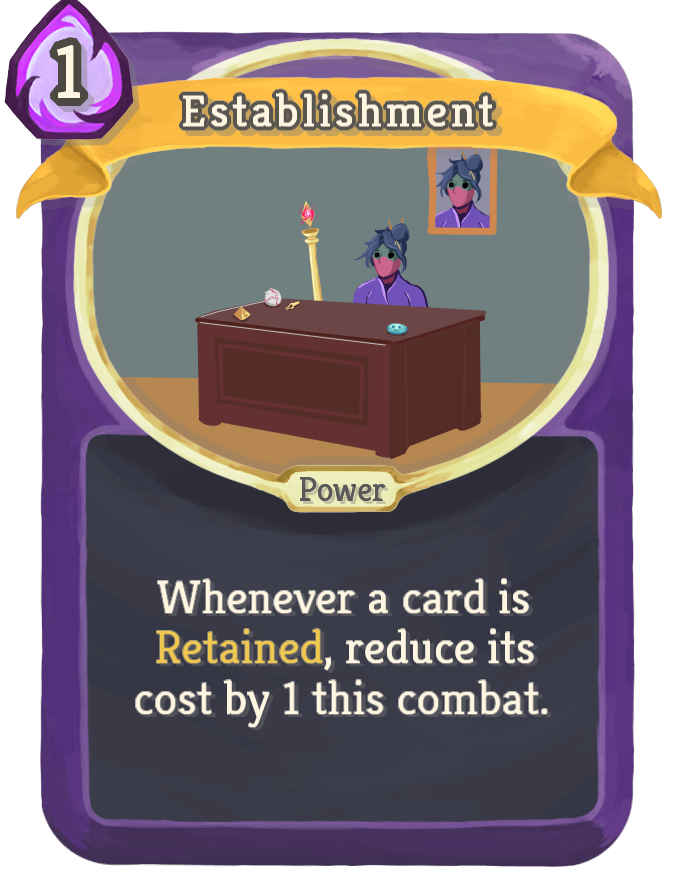 1
Establishment
Power
Whenever a card is
Retained, reduce its
cost by 1 this combat.